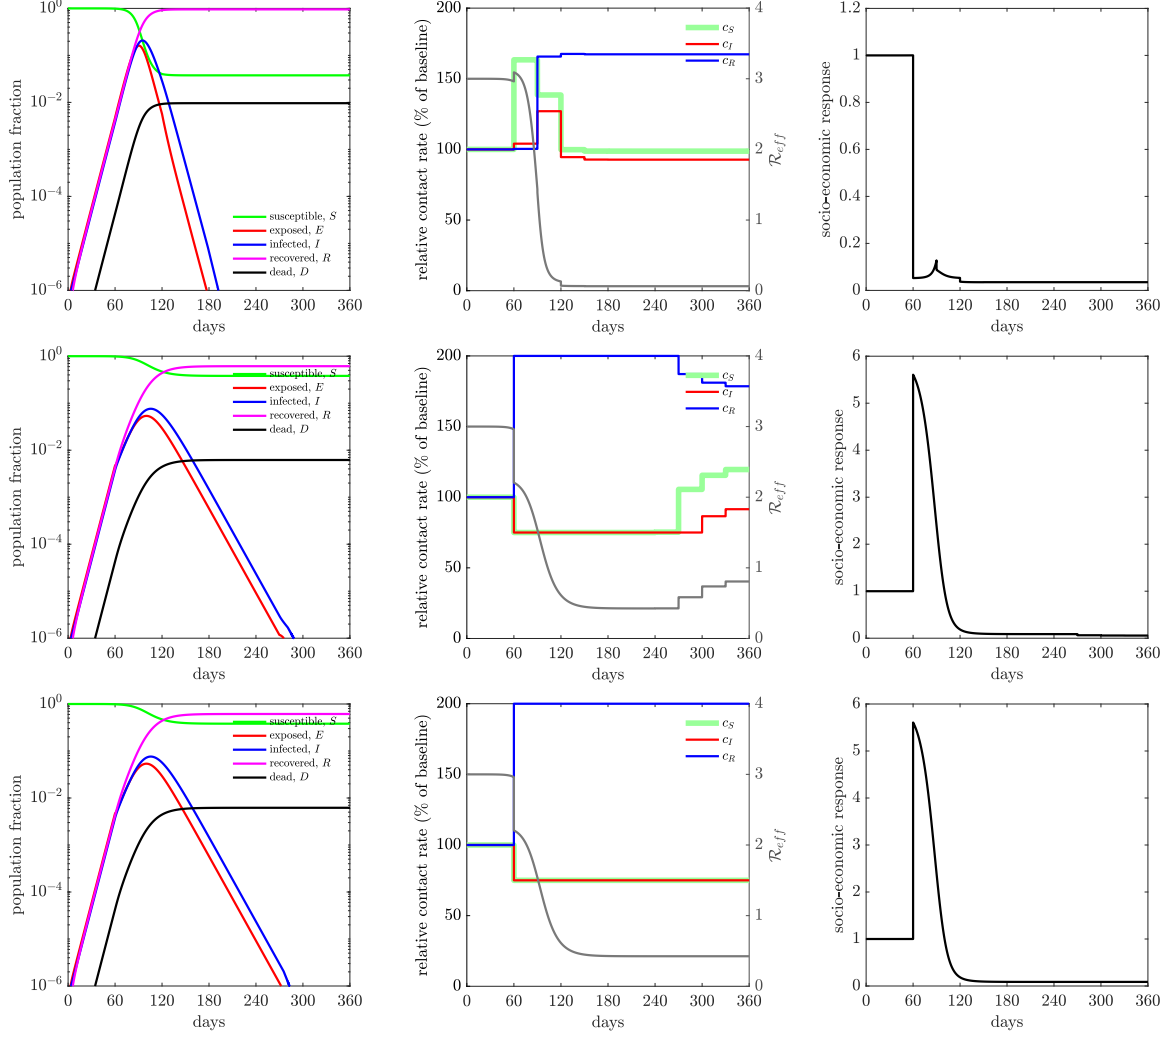 10^0
10^−2
10^−4
10^−6
population fraction
0 60 120 180 240 300 360
days
susceptible, S
exposed, E
infected, I
recovered, R
dead, D
200
150
100
50
0
relative contact rate (% of baseline)
0 60 120 180 240 300 360
days
c_S
c_I
c_R
4
3
2
1
0
ℛ_eff
1.2
1
0.8
0.6
0.4
0.2
0
socio-economic response
0 60 120 180 240 300 360
days
10^0
10^−2
10^−4
10^−6
population fraction
0 60 120 180 240 300 360
days
susceptible, S
exposed, E
infected, I
recovered, R
dead, D
200
150
100
50
0
relative contact rate (% of baseline)
0 60 120 180 240 300 360
days
c_S
c_I
c_R
4
3
2
1
0
ℛ_eff
6
5
4
3
2
1
0
socio-economic response
0 60 120 180 240 300 360
days
10^0
10^−2
10^−4
10^−6
population fraction
0 60 120 180 240 300 360
days
susceptible, S
exposed, E
infected, I
recovered, R
dead, D
200
150
100
50
0
relative contact rate (% of baseline)
0 60 120 180 240 300 360
days
c_S
c_I
c_R
4
3
2
1
0
ℛ_eff
6
5
4
3
2
1
0
socio-economic response
0 60 120 180 240 300 360
days